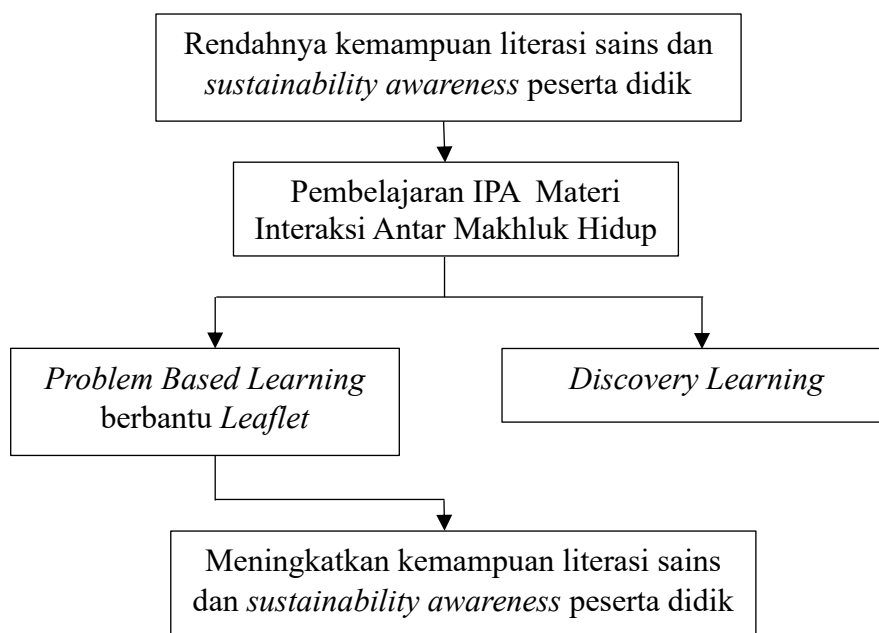 Rendahnya kemampuan literasi sains dan
sustainability awareness peserta didik
Pembelajaran IPA Materi
Interaksi Antar Makhluk Hidup
Problem Based Learning
berbantu Leaflet
Discovery Learning
Meningkatkan kemampuan literasi sains
dan sustainability awareness peserta didik